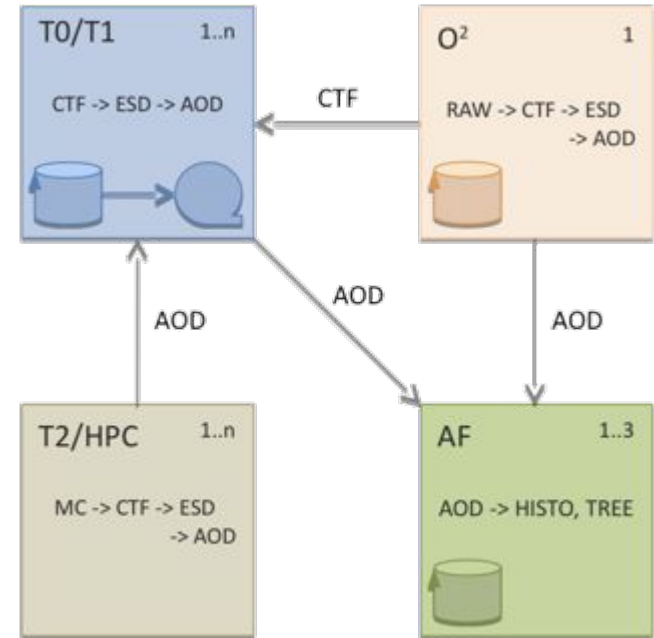 T0/T1 1..n
CTF -> ESD -> AOD
CTF
O² 1
RAW -> CTF -> ESD
-> AOD
AOD
AOD
AOD
T2/HPC 1..n
MC -> CTF -> ESD
-> AOD
AF 1..3
AOD -> HISTO, TREE